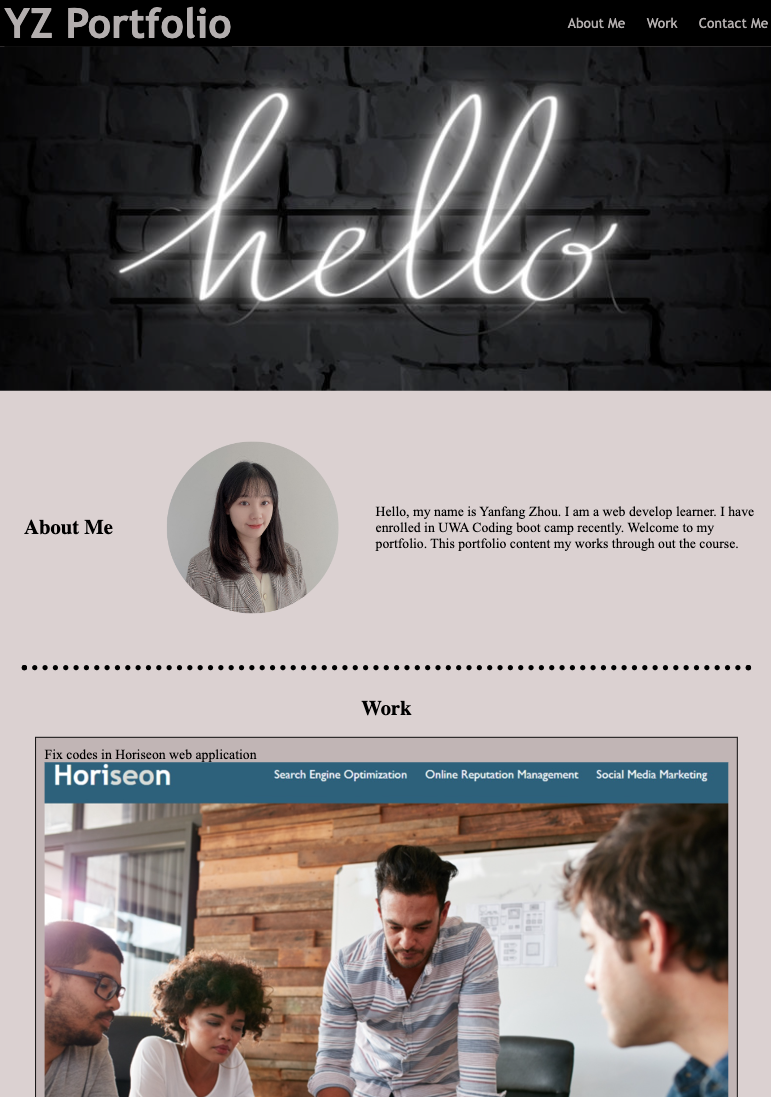 YZ Portfolio
About Me Work Contact Me
hello
About Me
Hello, my name is Yanfang Zhou. I am a web develop learner. I have
enrolled in UWA Coding boot camp recently. Welcome to my
portfolio. This portfolio content my works through out the course.
Work
Fix codes in Horiseon web application
Horiseon
Search Engine Optimization Online Reputation Management Social Media Marketing